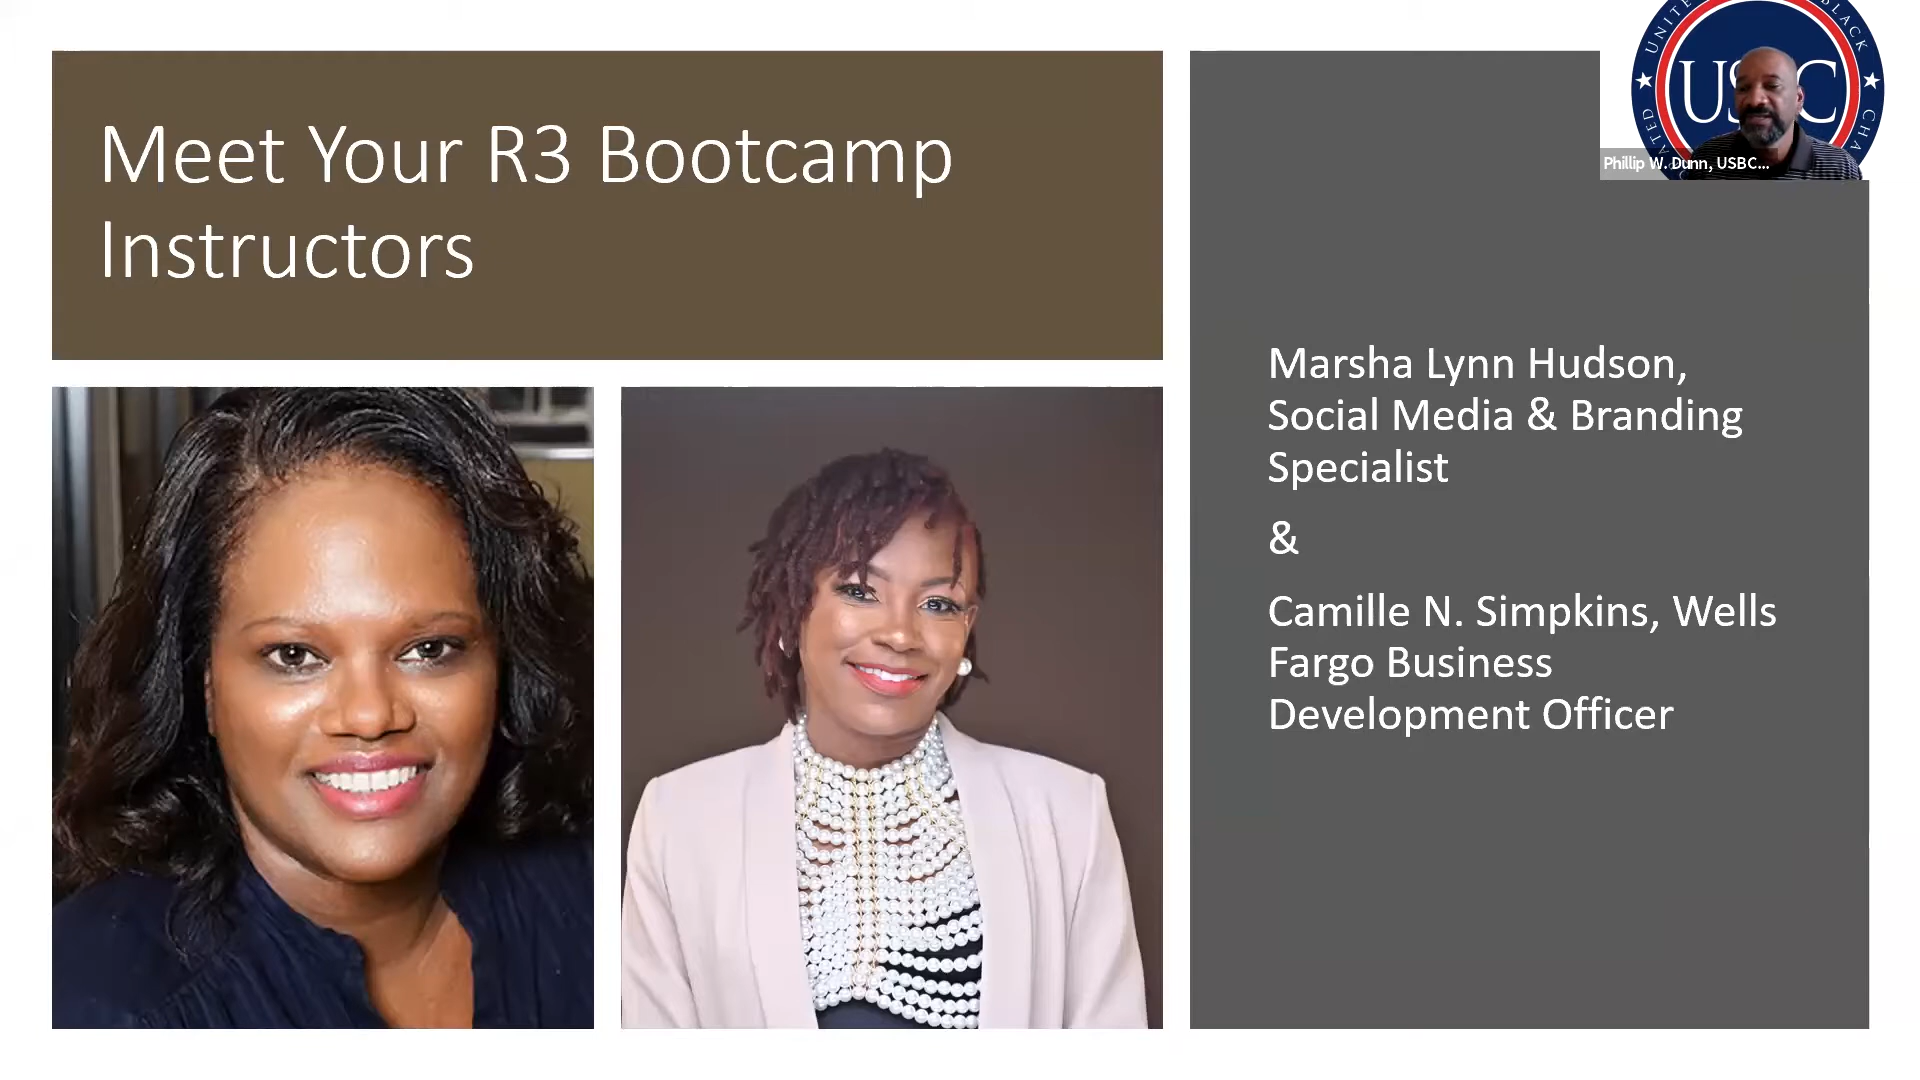 Meet Your R3 Bootcamp
Instructors
Marsha Lynn Hudson,
Social Media & Branding
Specialist
&
Camille N. Simpkins, Wells
Fargo Business
Development Officer
BLACK
Phillip W. Dunn, USBC...